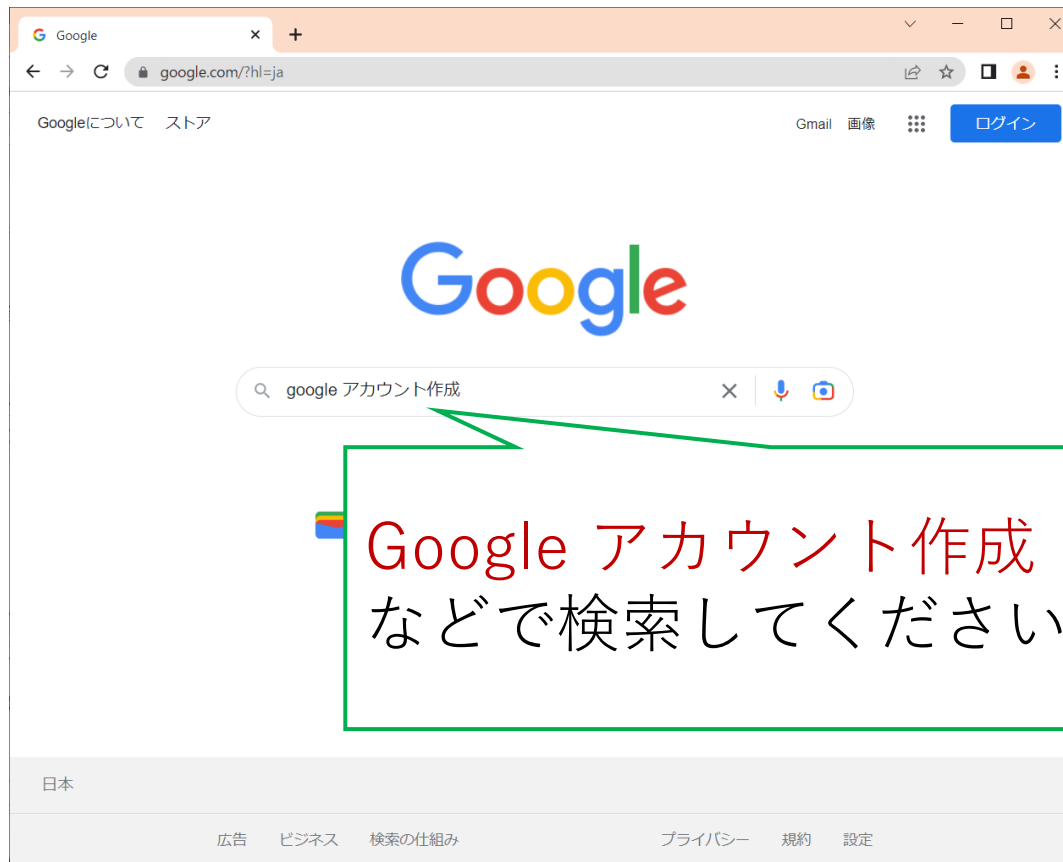 Google
google.com/?hl=ja
Googleについて ストア Gmail 画像 ログイン
Google
google アカウント作成
Google アカウント作成
などで検索してください
日本
広告 ビジネス 検索の仕組み プライバシー 規約 設定